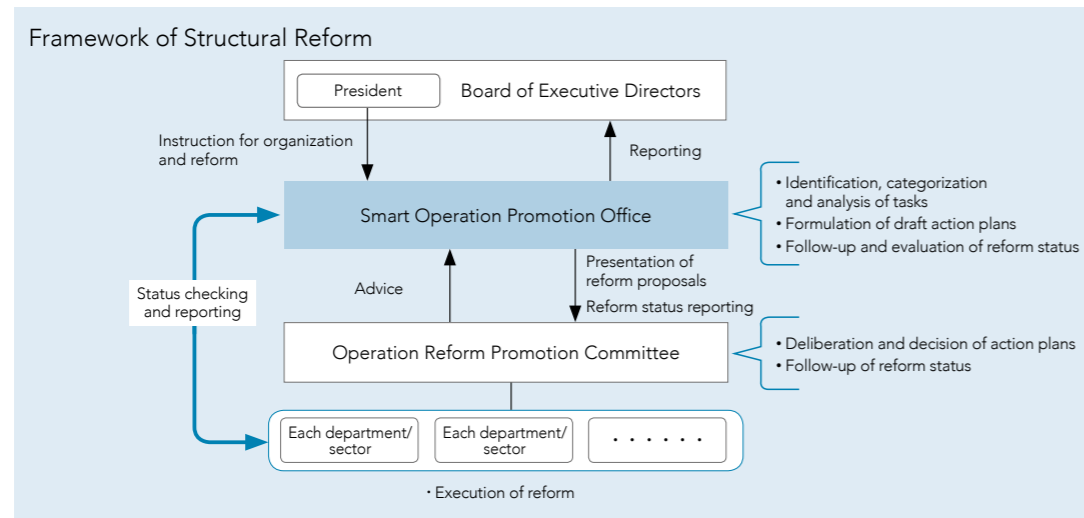 Framework of Structural Reform
President
Board of Executive Directors
Instruction for organization
and reform
Reporting
Smart Operation Promotion Office
• Identification, categorization
and analysis of tasks
• Formulation of draft action plans
• Follow-up and evaluation of reform status
Status checking
and reporting
Advice
Presentation of
reform proposals
Reform status reporting
Operation Reform Promotion Committee
• Deliberation and decision of action plans
• Follow-up of reform status
Each department/
sector
Each department/
sector
・・・・・・
・Execution of reform